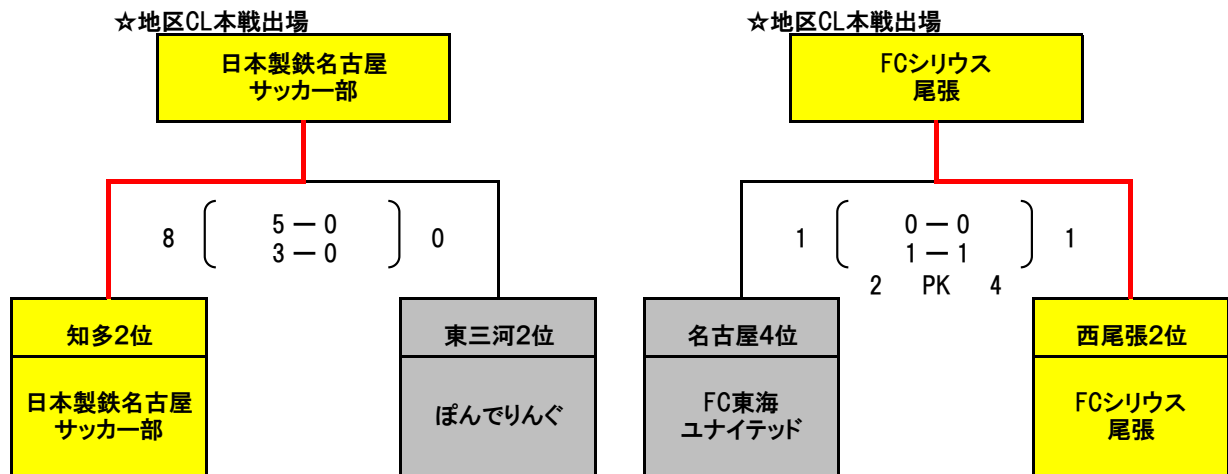 ☆地区CL本戦出場
日本製鉄名古屋
サッカー部
8
5 ー 0
3 ー 0
0
知多2位
日本製鉄名古屋
サッカー部
東三河2位
ぽんでりんぐ
☆地区CL本戦出場
FCシリウス
尾張
1
0 ー 0
1 ー 1
1
2 PK 4
名古屋4位
FC東海
ユナイテッド
西尾張2位
FCシリウス
尾張